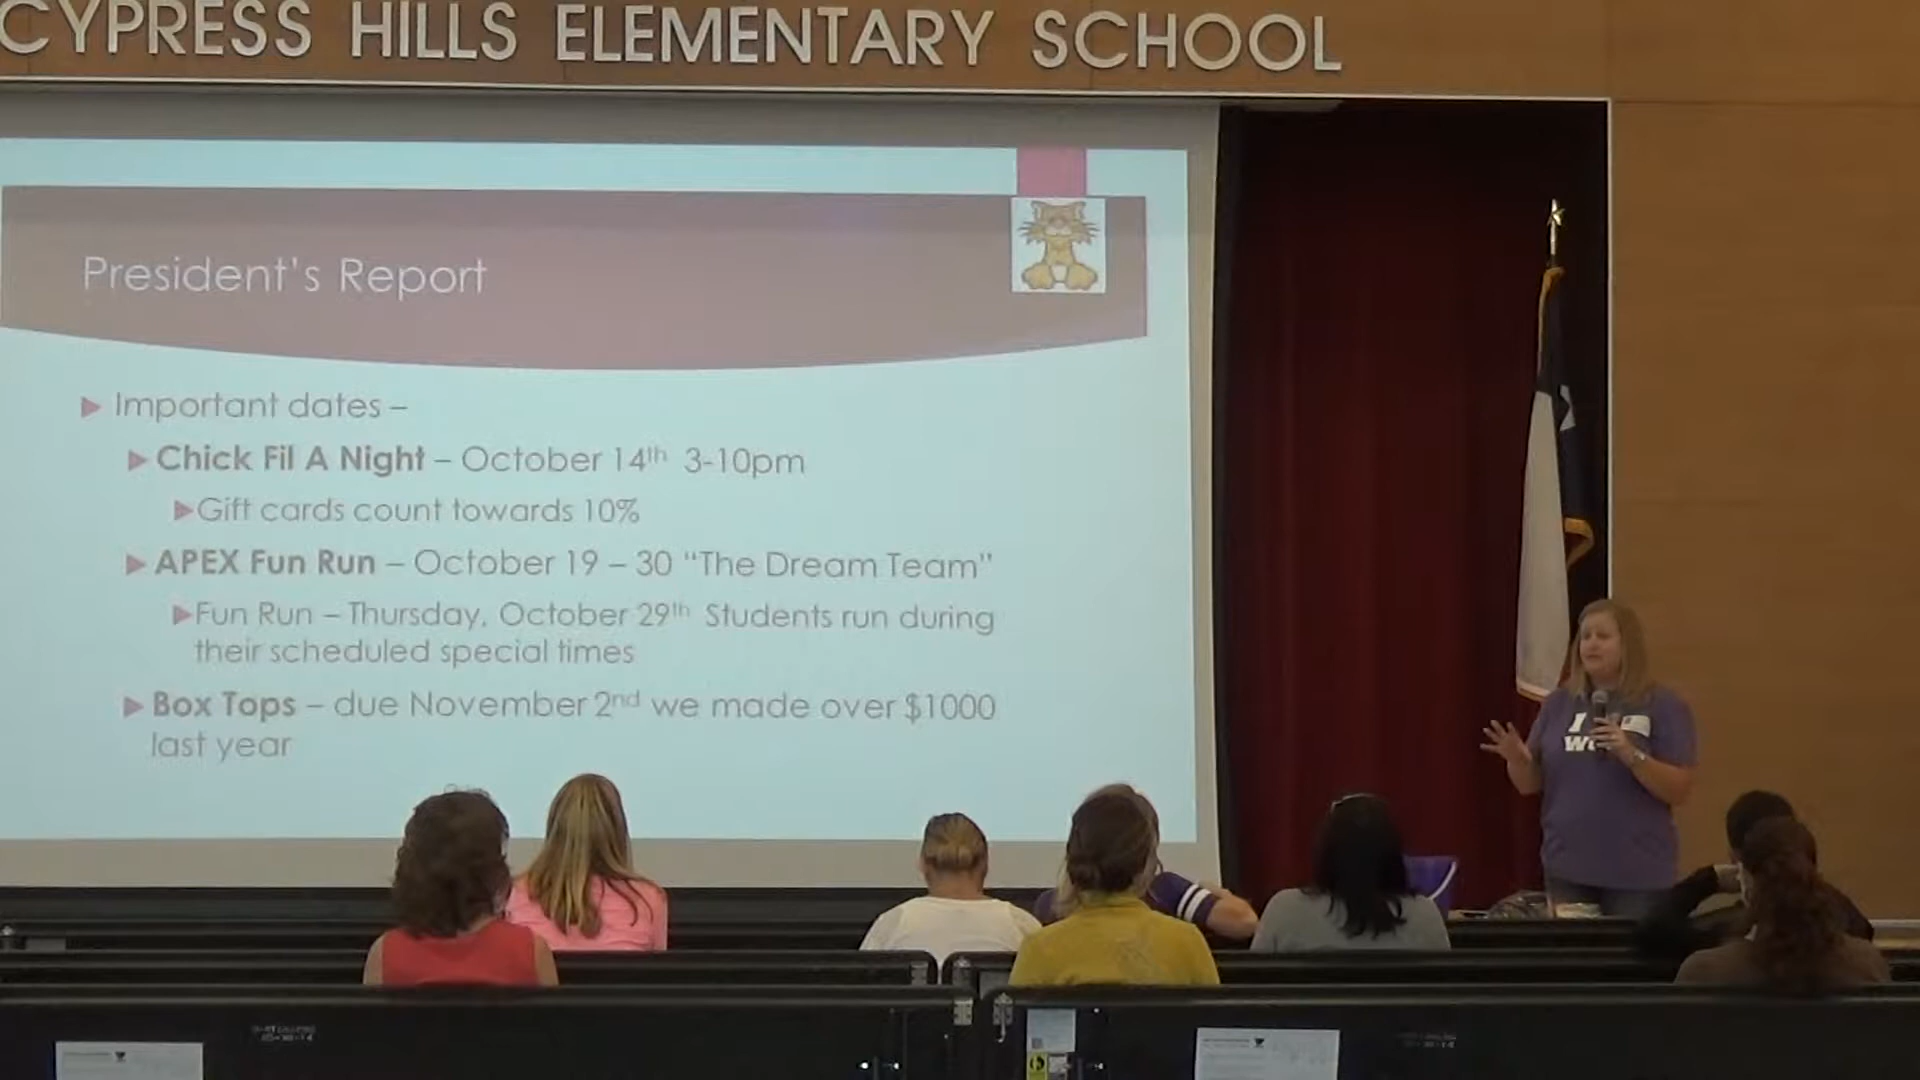 CYPRESS HILLS ELEMENTARY SCHOOL
President's Report
Important dates –
Chick Fil A Night – October 14th 3-10pm
Gift cards count towards 10%
APEX Fun Run – October 19 – 30 “The Dream Team”
Fun Run – Thursday, October 29th Students run during
their scheduled special times
Box Tops – due November 2nd we made over $1000
last year
I